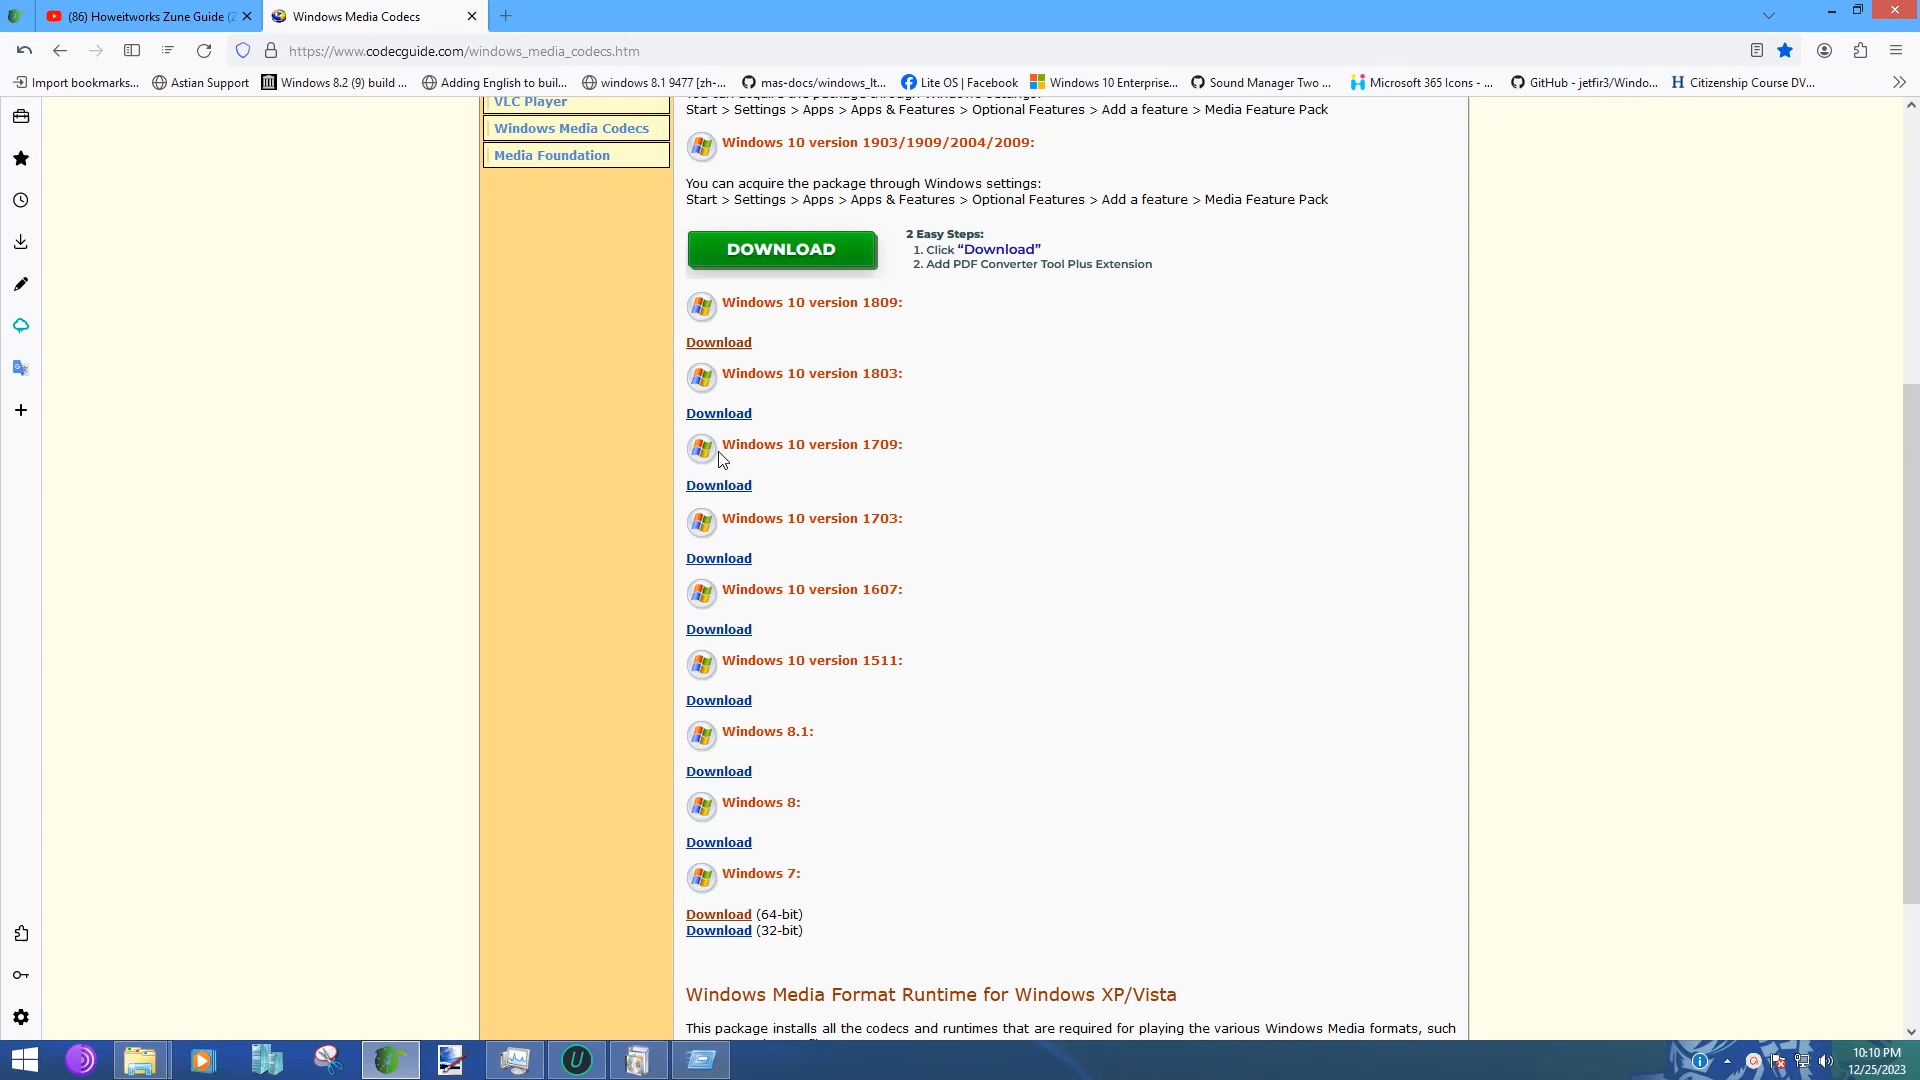 (86) Howeitworks Zune Guide (Z
Windows Media Codecs
https://www.codecguide.com/windows_media_codecs.htm
Import bookmarks...
Astian Support
Windows 8.2 (9) build ...
Adding English to buil...
windows 8.1 9477 [zh-...
mas-docs/windows_lt...
Lite OS | Facebook
Windows 10 Enterprise...
Sound Manager Two ...
Microsoft 365 Icons - ...
GitHub - jetfir3/Windo...
Citizenship Course DV...
VLC Player
Windows Media Codecs
Media Foundation
Start > Settings > Apps > Apps & Features > Optional Features > Add a feature > Media Feature Pack
Windows 10 version 1903/1909/2004/2009:
You can acquire the package through Windows settings:
Start > Settings > Apps > Apps & Features > Optional Features > Add a feature > Media Feature Pack
DOWNLOAD
2 Easy Steps:
1. Click “Download”
2. Add PDF Converter Tool Plus Extension
Windows 10 version 1809:
Download
Windows 10 version 1803:
Download
Windows 10 version 1709:
Download
Windows 10 version 1703:
Download
Windows 10 version 1607:
Download
Windows 10 version 1511:
Download
Windows 8.1:
Download
Windows 8:
Download
Windows 7:
Download (64-bit)
Download (32-bit)
Windows Media Format Runtime for Windows XP/Vista
This package installs all the codecs and runtimes that are required for playing the various Windows Media formats, such
10:10 PM
12/25/2023